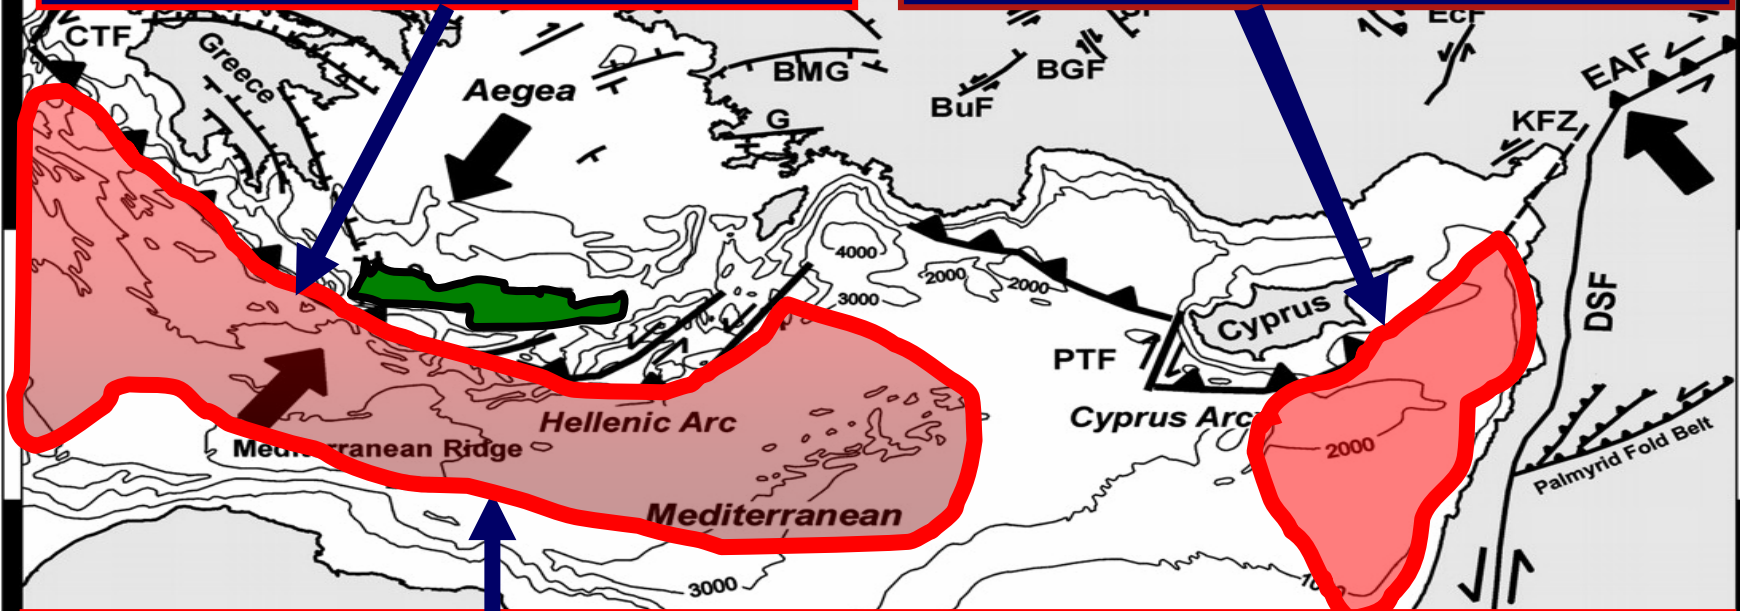 CTF
Greece
Aegea
BMG
BGF
BuF
EcF
EAF
G
KFZ
4000
2000
2000
3000
Cyprus
DSF
PTF
Hellenic Arc
Cyprus Arc
Mediterranean Ridge
2000
Palmyrid Fold Belt
Mediterranean
3000